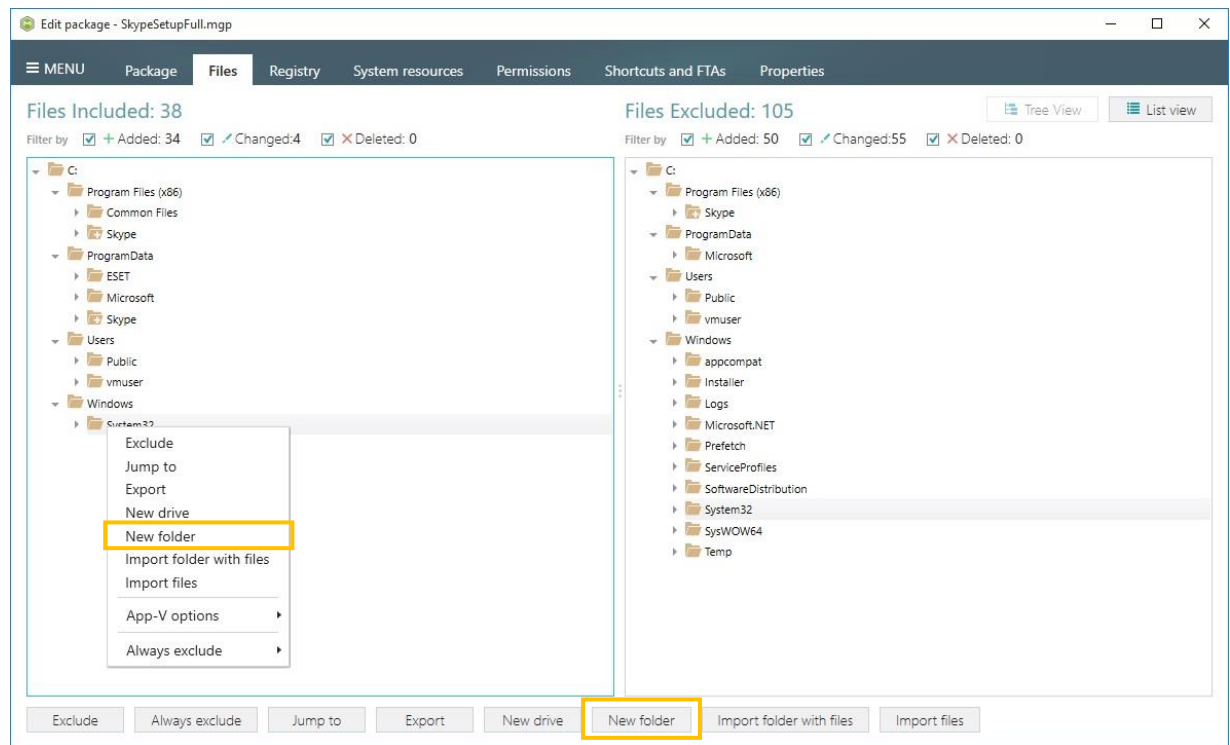 Edit package - SkypeSetupFull.mgp
MENU Package Files Registry System resources Permissions Shortcuts and FTAs Properties
Files Included: 38
Filter by Added: 34 Changed:4 Deleted: 0
C:
Program Files (x86)
Common Files
Skype
ProgramData
ESET
Microsoft
Skype
Users
Public
vmuser
Windows
System32
Exclude
Jump to
Export
New drive
New folder
Import folder with files
Import files
App-V options
Always exclude
Files Excluded: 105
Tree View List view
Filter by Added: 50 Changed:55 Deleted: 0
C:
Program Files (x86)
Skype
ProgramData
Microsoft
Users
Public
vmuser
Windows
appcompat
Installer
Logs
Microsoft.NET
Prefetch
ServiceProfiles
SoftwareDistribution
System32
SysWOW64
Temp
Exclude Always exclude Jump to Export New drive New folder Import folder with files Import files